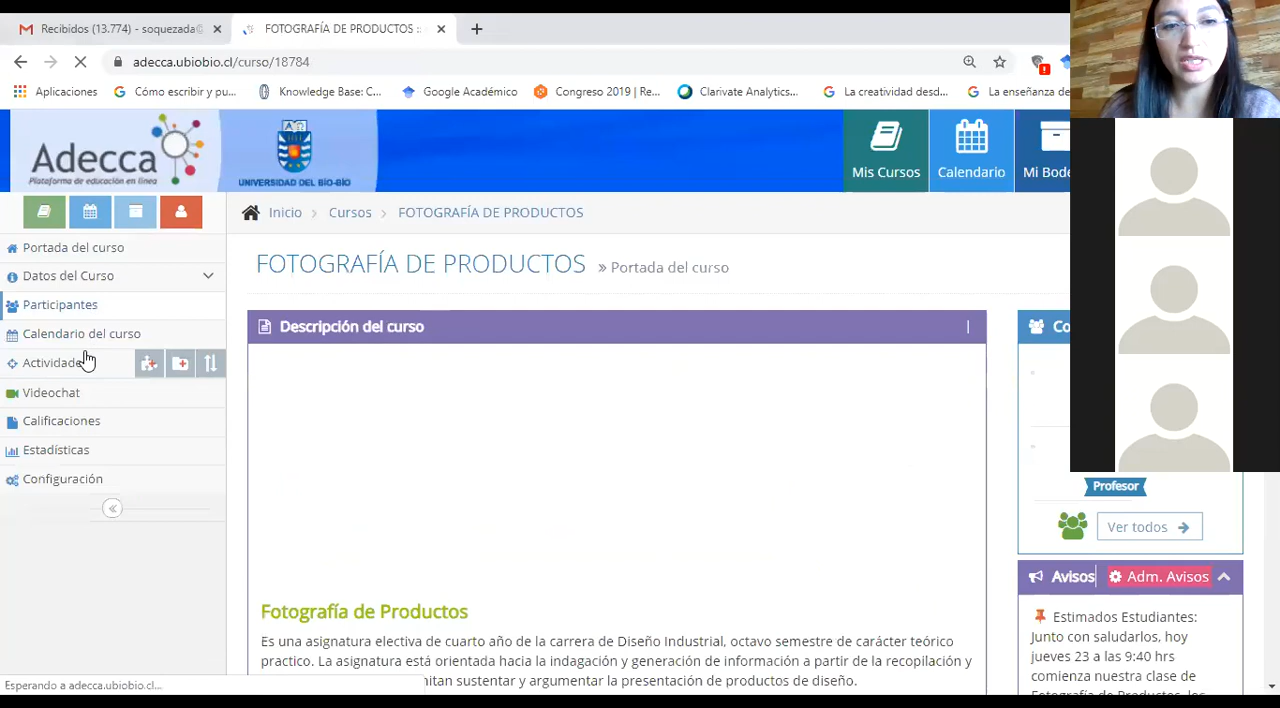 Recibidos (13.774) - soquezada@
FOTOGRAFÍA DE PRODUCTOS ::
adecca.ubiobio.cl/curso/18784
Aplicaciones
Cómo escribir y pu...
Knowledge Base: C...
Google Académico
Congreso 2019 | Re...
Clarivate Analytics...
La creatividad desd...
La enseñanza de
Adecca
Plataforma de educación en línea
UNIVERSIDAD DEL BÍO-BÍO
Mis Cursos
Calendario
Mi Bode
Inicio > Cursos > FOTOGRAFÍA DE PRODUCTOS
Portada del curso
Datos del Curso
Participantes
Calendario del curso
Actividade
Videochat
Calificaciones
Estadísticas
Configuración
FOTOGRAFÍA DE PRODUCTOS » Portada del curso
Descripción del curso
Fotografía de Productos
Es una asignatura electiva de cuarto año de la carrera de Diseño Industrial, octavo semestre de carácter teórico
practico. La asignatura está orientada hacia la indagación y generación de información a partir de la recopilación y
mitan sustentar y argumentar la presentación de productos de diseño.
Co
Profesor
Ver todos
Avisos
Adm. Avisos
Estimados Estudiantes:
Junto con saludarlos, hoy
jueves 23 a las 9:40 hrs
comienza nuestra clase de
Fotografía de Productos, los
Esperando a adecca.ubiobio.cl...